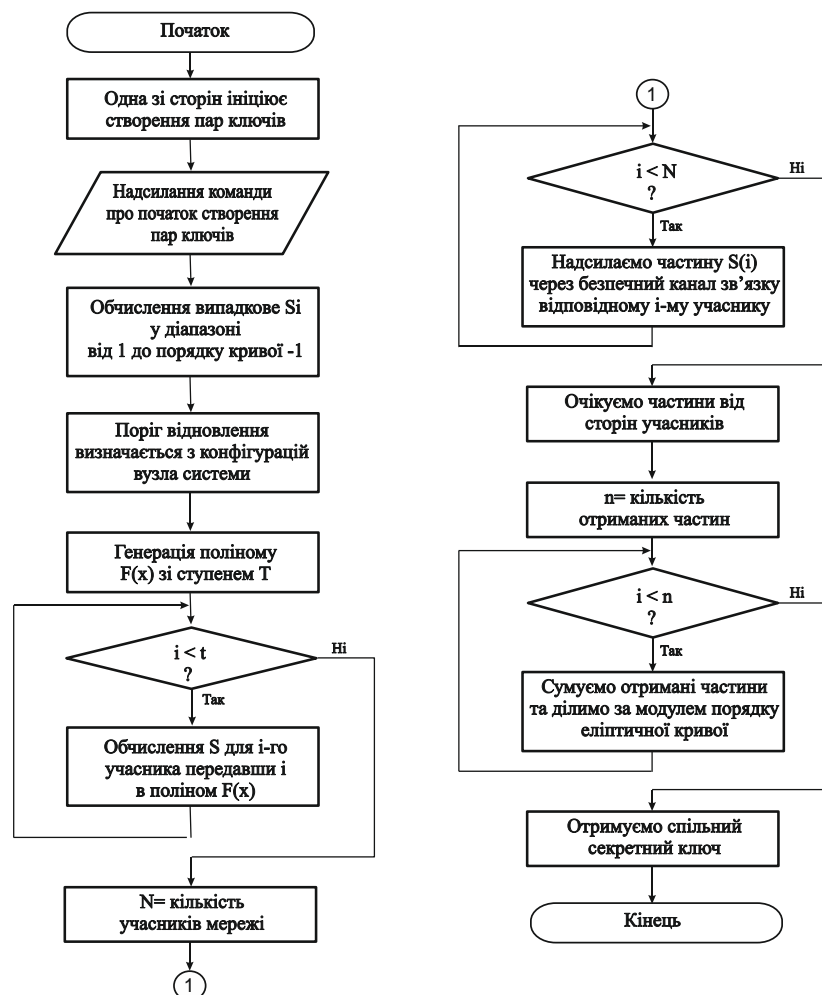 Початок
Одна зі сторін ініціює
створення пар ключів
Надсилання команди
про початок створення
пар ключів
Обчислення випадкове Si
у діапазоні
від 1 до порядку кривої -1
Поріг відновлення
визначається з конфігурацій
вузла системи
Генерація поліному
F(x) зі ступенем T
i < t
?
Ні
Так
Обчислення S для i-го
учасника передавши i
в поліном F(x)
N= кількість
учасників мережі
1
1
i < N
?
Ні
Так
Надсилаємо частину S(i)
через безпечний канал зв’язку
відповідному i-му учаснику
Очікуємо частини від
сторін учасників
n= кількість
отриманих частин
i < n
?
Ні
Так
Сумуємо отримані частини
та ділимо за модулем порядку
еліптичної кривої
Отримуємо спільний
секретний ключ
Кінець